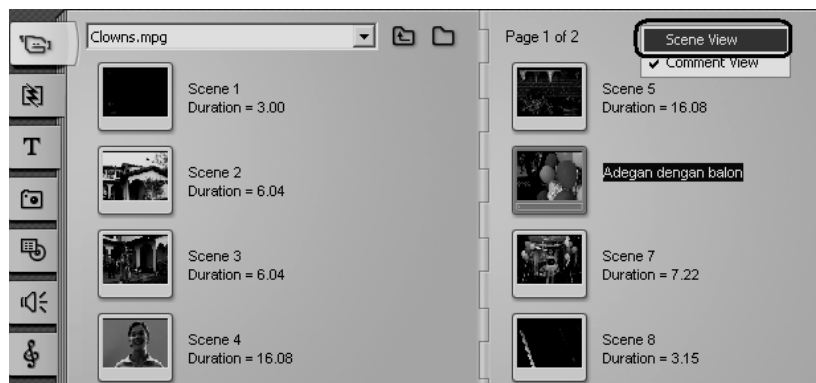 Clowns.mpg
Scene 1
Duration = 3.00
Scene 2
Duration = 6.04
Scene 3
Duration = 6.04
Scene 4
Duration = 16.08
Page 1 of 2
Scene View
✔ Comment View
Scene 5
Duration = 16.08
Adegan dengan balon
Scene 7
Duration = 7.22
Scene 8
Duration = 3.15
T